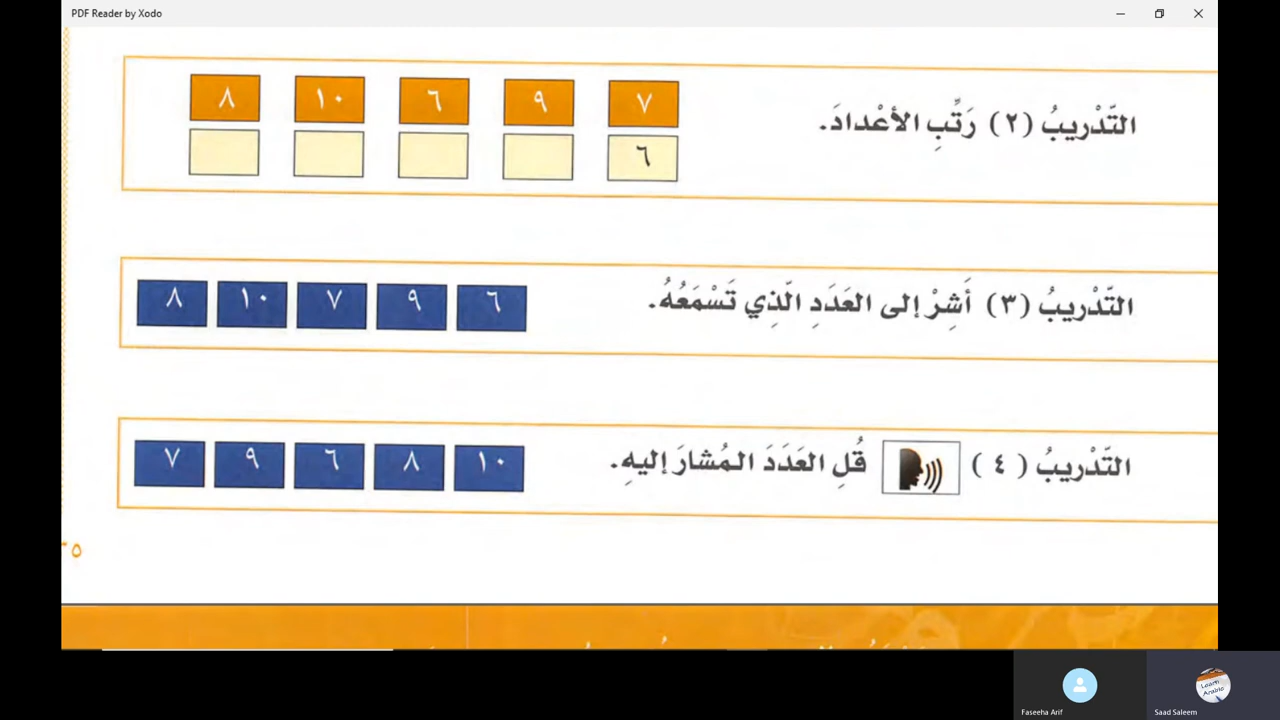 PDF Reader by Xodo
التّدْريبُ (٢) رَتِّبِ الأعْدادَ.
٧ ٩ ٦ ١٠ ٨
٦
التّدْريبُ (٣) أَشِرْ إلى العَدَدِ الّذِي تَسْمَعُهُ.
٦ ٩ ٧ ١٠ ٨
التّدْريبُ ( ٤ ) قُلِ العَدَدَ المُشارَ إليهِ.
١٠ ٨ ٦ ٩ ٧
Learn Arabic
Faseeha Arif
Saad Saleem